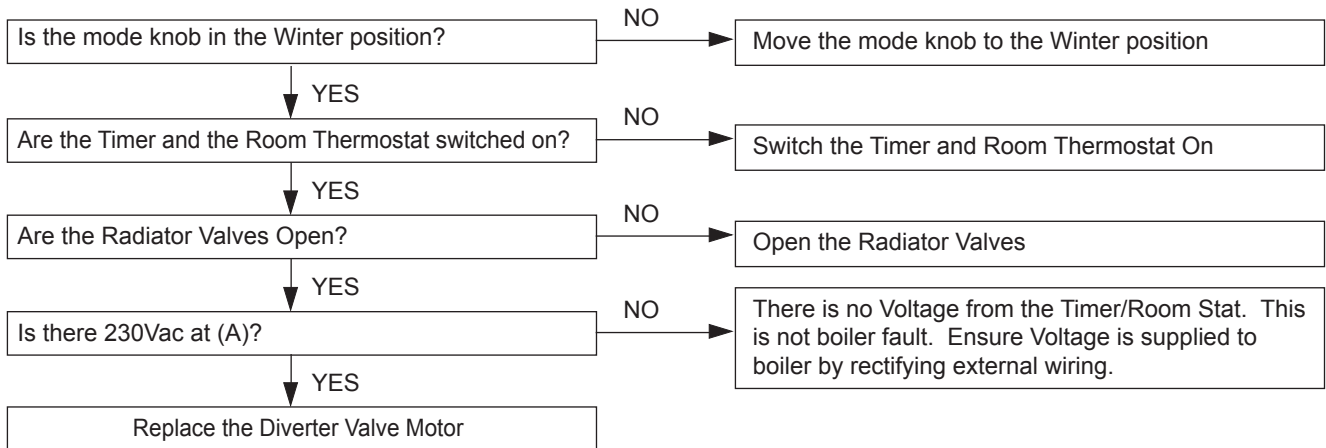 Is the mode knob in the Winter position?
NO
Move the mode knob to the Winter position
YES
Are the Timer and the Room Thermostat switched on?
NO
Switch the Timer and Room Thermostat On
YES
Are the Radiator Valves Open?
NO
Open the Radiator Valves
YES
Is there 230Vac at (A)?
NO
There is no Voltage from the Timer/Room Stat.  This
is not boiler fault.  Ensure Voltage is supplied to
boiler by rectifying external wiring.
YES
Replace the Diverter Valve Motor